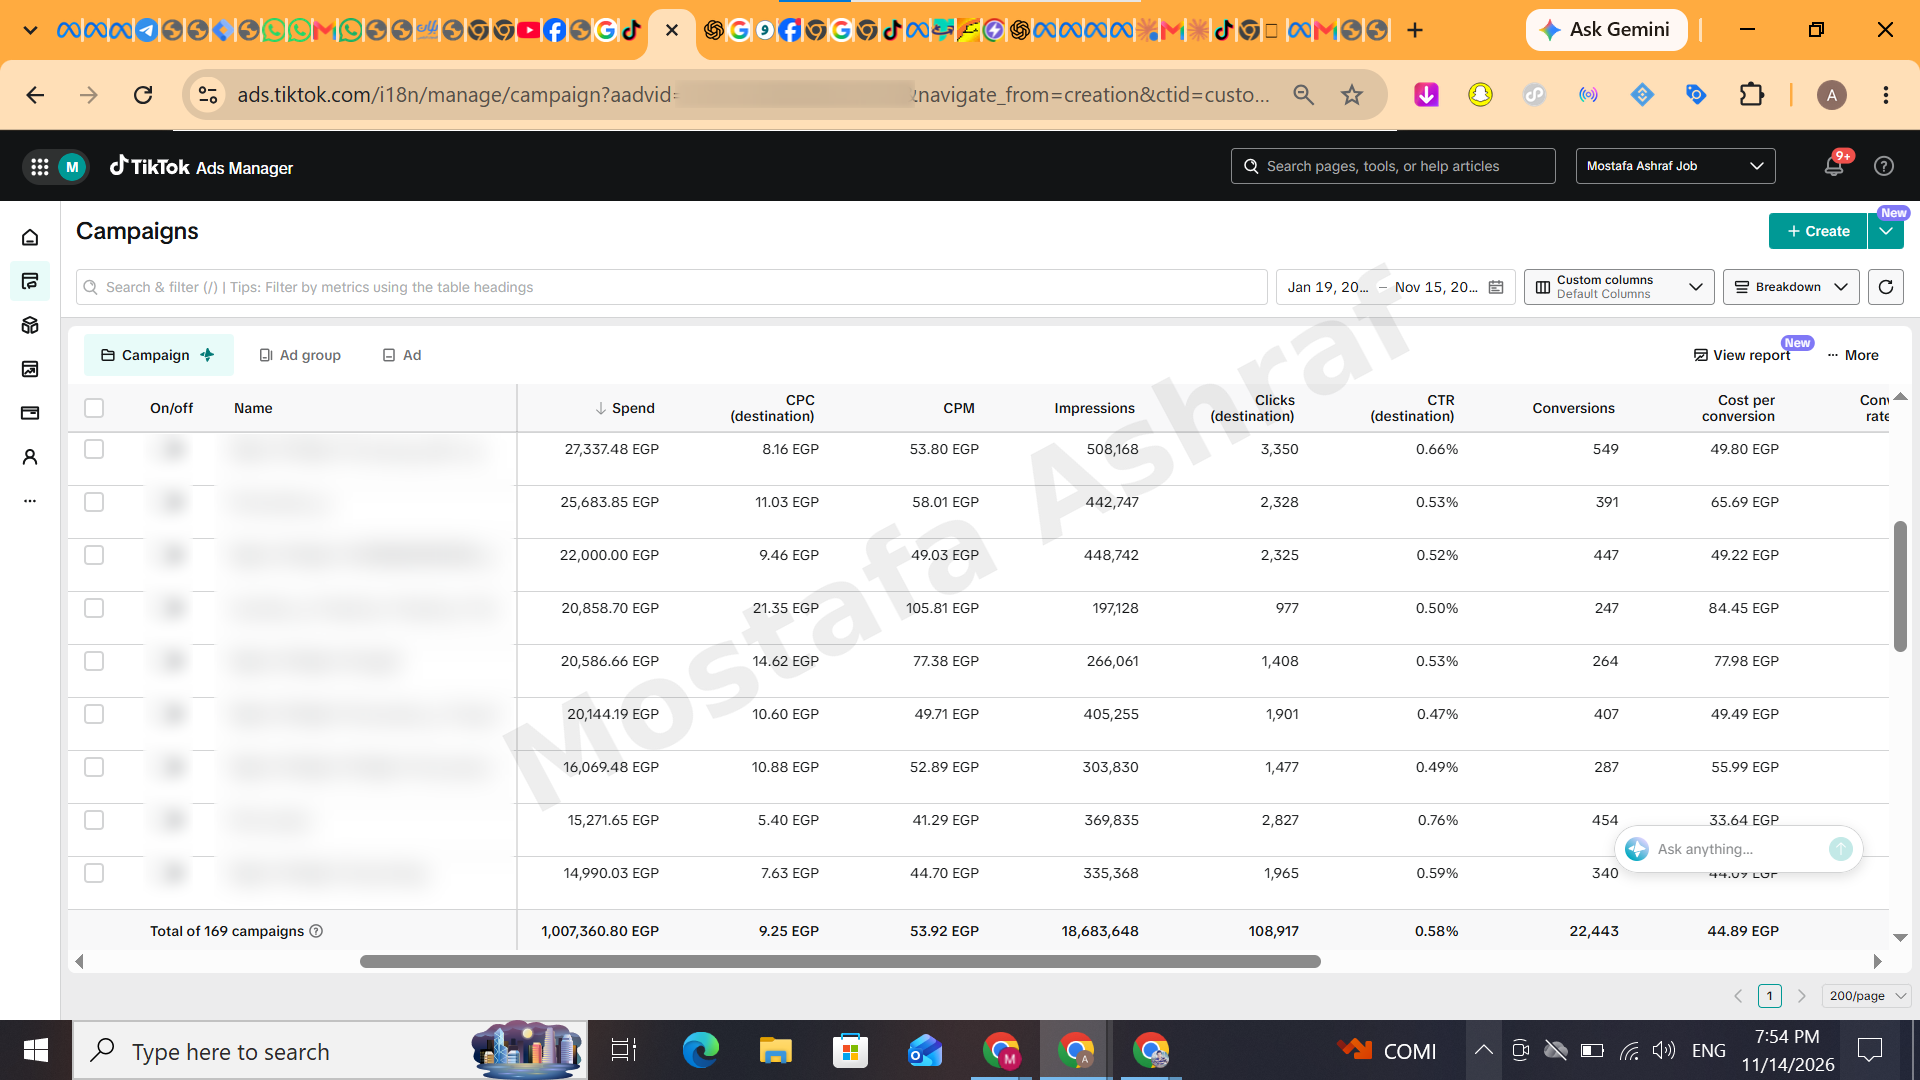 Ask Gemini
ads.tiktok.com/i18n/manage/campaign?aadvid=
&navigate_from=creation&ctid=custo...
A
M
TikTok Ads Manager
Search pages, tools, or help articles
Mostafa Ashraf Job
9+
Campaigns
New
+ Create
Search & filter (/) | Tips: Filter by metrics using the table headings
Jan 19, 20... – Nov 15, 20...
Custom columns
Default Columns
Breakdown
Campaign
Ad group
Ad
View report
New
More
On/off Name Spend CPC (destination) CPM Impressions Clicks (destination) CTR (destination) Conversions Cost per conversion Conv rate
27,337.48 EGP 8.16 EGP 53.80 EGP 508,168 3,350 0.66% 549 49.80 EGP
25,683.85 EGP 11.03 EGP 58.01 EGP 442,747 2,328 0.53% 391 65.69 EGP
22,000.00 EGP 9.46 EGP 49.03 EGP 448,742 2,325 0.52% 447 49.22 EGP
20,858.70 EGP 21.35 EGP 105.81 EGP 197,128 977 0.50% 247 84.45 EGP
20,586.66 EGP 14.62 EGP 77.38 EGP 266,061 1,408 0.53% 264 77.98 EGP
20,144.19 EGP 10.60 EGP 49.71 EGP 405,255 1,901 0.47% 407 49.49 EGP
16,069.48 EGP 10.88 EGP 52.89 EGP 303,830 1,477 0.49% 287 55.99 EGP
15,271.65 EGP 5.40 EGP 41.29 EGP 369,835 2,827 0.76% 454 33.64 EGP
14,990.03 EGP 7.63 EGP 44.70 EGP 335,368 1,965 0.59% 340 44.09 EGP
Ask anything...
Total of 169 campaigns 1,007,360.80 EGP 9.25 EGP 53.92 EGP 18,683,648 108,917 0.58% 22,443 44.89 EGP
Mostafa Ashraf
1
200/page
Type here to search
COMI
ENG
7:54 PM
11/14/2026